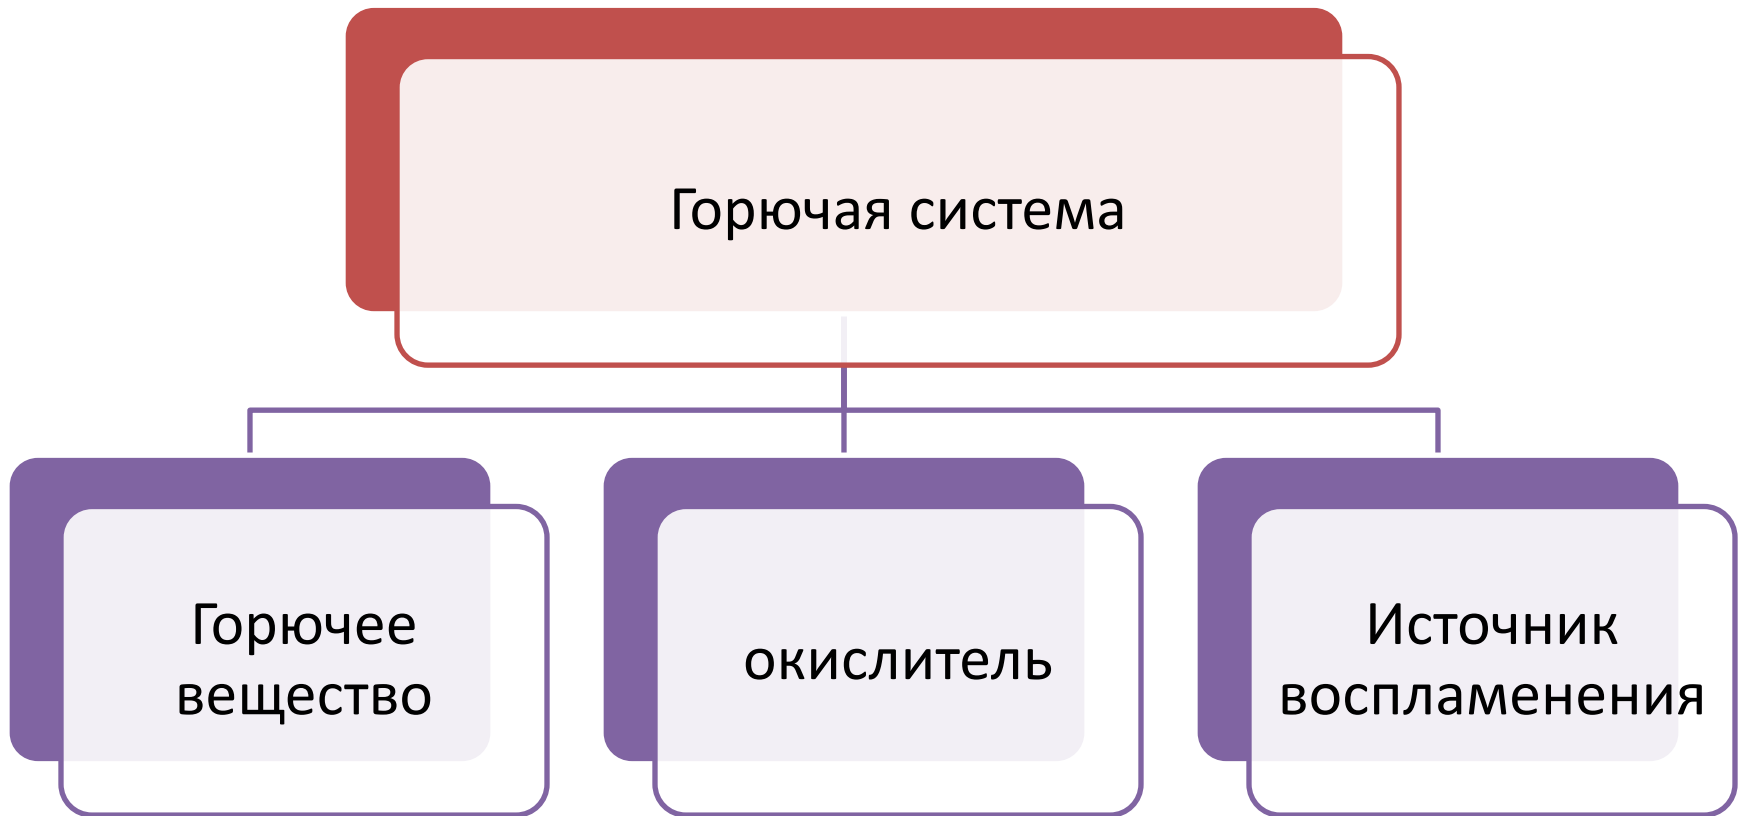 Горючая система
Горючее
вещество
окислитель
Источник
воспламенения